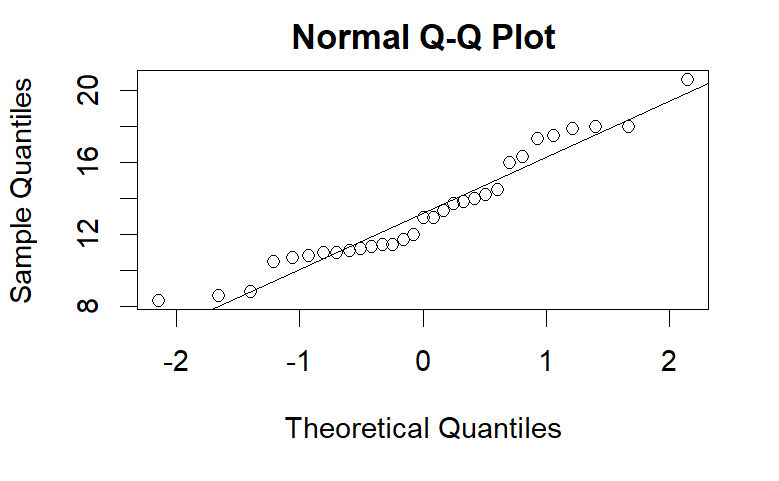 Normal Q-Q Plot
Sample Quantiles
20
16
12
8
-2 -1 0 1 2
Theoretical Quantiles